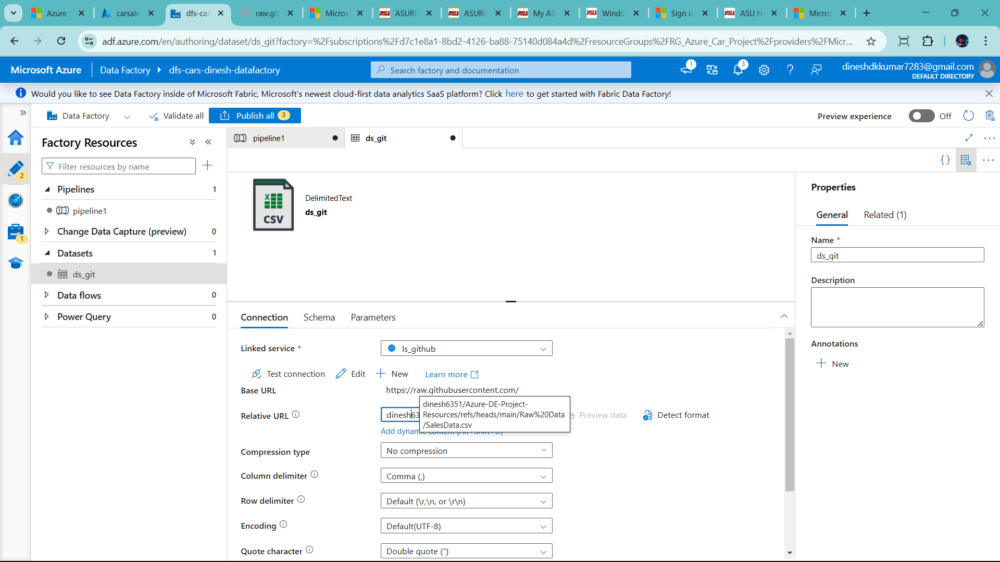 Azure f
carsale
dfs-car
raw.git
Micros
ASURI
ASURI
My AS
Windo
Sign in
ASU H
Micros
adf.azure.com/en/authoring/dataset/ds_git?factory=%2Fsubscriptions%2Fd7c1e8a1-8bd2-4126-ba88-75140d084a4d%2FresourceGroups%2FRG_Azure_Car_Project%2Fproviders%2FMicr...
Microsoft Azure
Data Factory
dfs-cars-dinesh-datafactory
Search factory and documentation
1
3
dineshdkkumar7283@gmail.com
DEFAULT DIRECTORY
Would you like to see Data Factory inside of Microsoft Fabric, Microsoft's newest cloud-first data analytics SaaS platform? Click here to get started with Fabric Data Factory!
Data Factory
Validate all
Publish all 3
Preview experience
Off
2
1
Factory Resources
Filter resources by name
Pipelines 1
pipeline1
Change Data Capture (preview) 0
Datasets 1
ds_git
Data flows 0
Power Query 0
pipeline1
ds_git
CSV
DelimitedText
ds_git
Connection
Schema
Parameters
Linked service *
ls_github
Test connection
Edit
New
Learn more
Base URL
https://raw.githubusercontent.com/
Relative URL
dinesh63
dinesh6351/Azure-DE-Project-
Resources/refs/heads/main/Raw%20Data
/SalesData.csv
Preview data
Detect format
Add dynamic content [Alt+Shift+D]
Compression type
No compression
Column delimiter
Comma (,)
Row delimiter
Default (\r,\n, or \r\n)
Encoding
Default(UTF-8)
Quote character
Double quote (")
Properties
General
Related (1)
Name *
ds_git
Description
Annotations
New